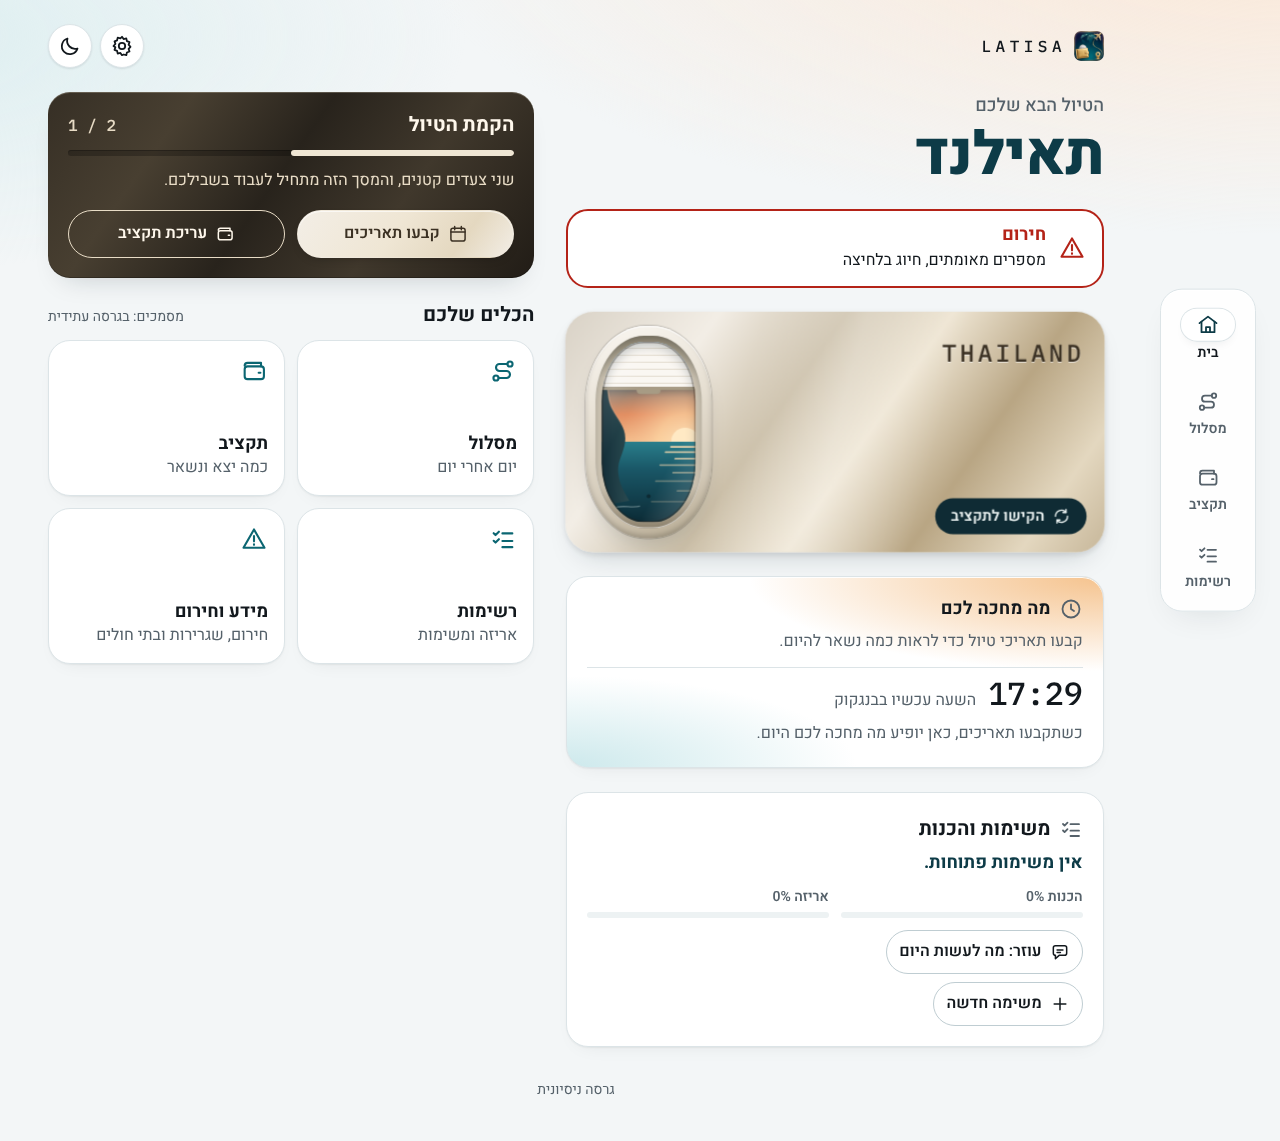 LATISA
הטיול הבא שלכם
תאילנד
חירום
מספרים מאומתים, חיוג בלחיצה
THAILAND
הקישו לתקציב
מה מחכה לכם
קבעו תאריכי טיול כדי לראות כמה נשאר להיום.
17:29 השעה עכשיו בבנגקוק
כשתקבעו תאריכים, כאן יופיע מה מחכה לכם היום.
משימות והכנות
אין משימות פתוחות.
הכנות 0%
אריזה 0%
עוזר: מה לעשות היום
משימה חדשה
הקמת הטיול
1 / 2
שני צעדים קטנים, והמסך הזה מתחיל לעבוד בשבילכם.
קבעו תאריכים
עריכת תקציב
הכלים שלכם
מסמכים: בגרסה עתידית
מסלול
יום אחרי יום
תקציב
כמה יצא ונשאר
רשימות
אריזה ומשימות
מידע וחירום
חירום, שגרירות ובתי חולים
בית
מסלול
תקציב
רשימות
גרסה ניסיונית